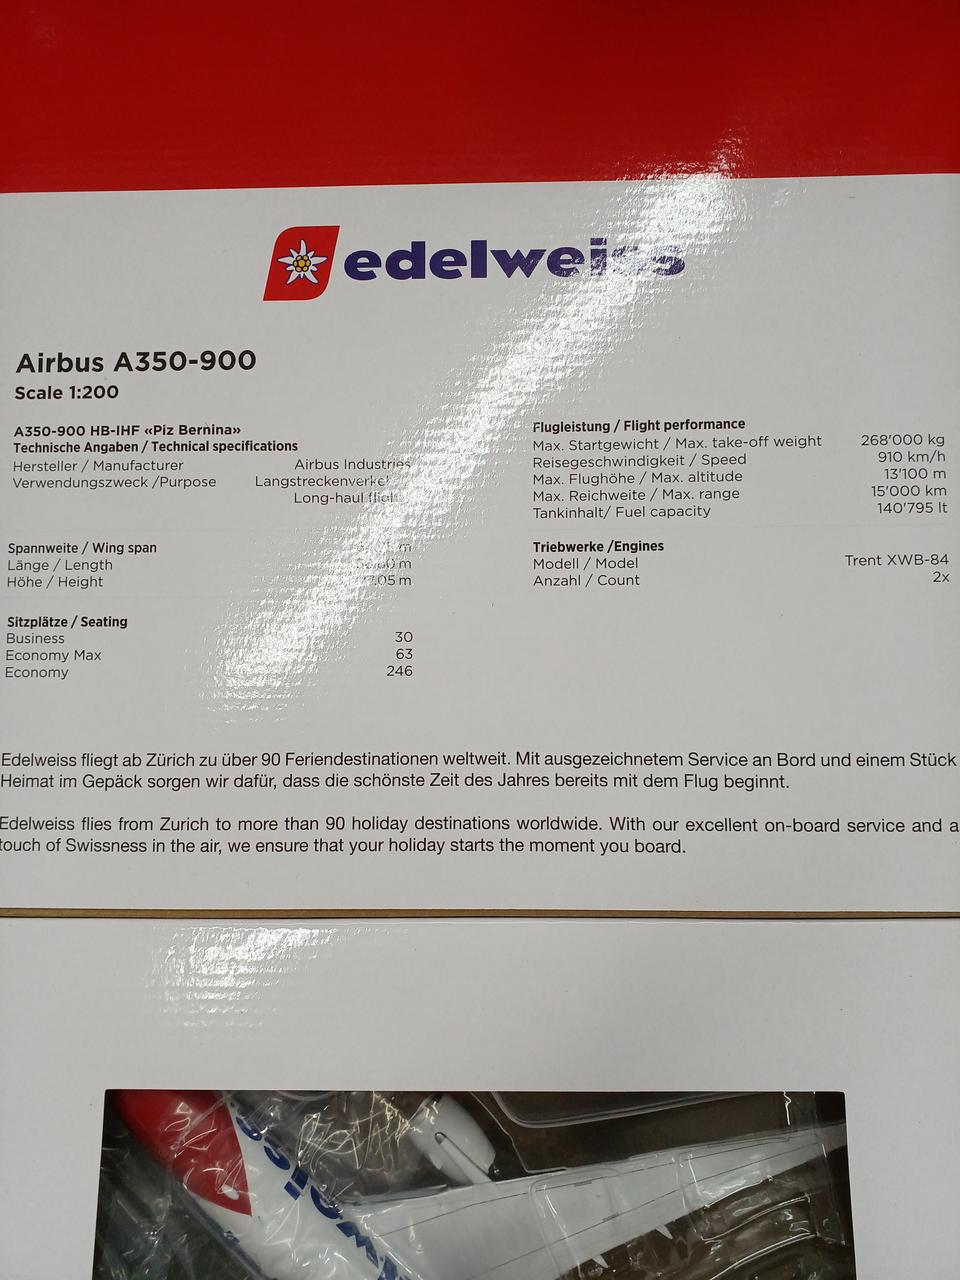 edelweiss
Airbus A350-900
Scale 1:200
A350-900 HB-IHF «Piz Bernina»
Technische Angaben / Technical specifications
Hersteller / Manufacturer Airbus Industries
Verwendungszweck /Purpose
Long-haul
Spannweite / Wing span m
Länge / Length m
Höhe / Height m
Sitzplätze / Seating
Business 30
Economy Max 63
Economy 246
Flugleistung / Flight performance
Max. Startgewicht / Max. take-off weight 268'000 kg
Reisegeschwindigkeit / Speed 910 km/h
Max. Flughöhe / Max. altitude 13'100 m
Max. Reichweite / Max. range 15'000 km
Tankinhalt/ Fuel capacity 140'795 lt
Triebwerke /Engines
Modell / Model Trent XWB-84
Anzahl / Count 2x
Edelweiss fliegt ab Zürich zu über 90 Feriendestinationen weltweit. Mit ausgezeichnetem Service an Bord und einem Stück
Heimat im Gepäck sorgen wir dafür, dass die schönste Zeit des Jahres bereits mit dem Flug beginnt.
Edelweiss flies from Zurich to more than 90 holiday destinations worldwide. With our excellent on-board service and a
touch of Swissness in the air, we ensure that your holiday starts the moment you board.